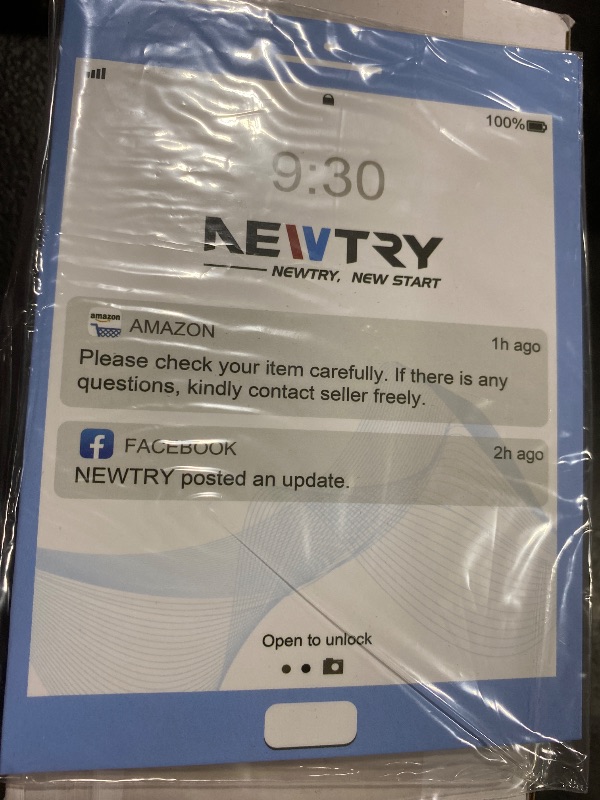 100%
9:30
NEWTRY
NEWTRY, NEW START
amazon
AMAZON
1h ago
Please check your item carefully. If there is any
questions, kindly contact seller freely.
f
FACEBOOK
2h ago
NEWTRY posted an update.
Open to unlock